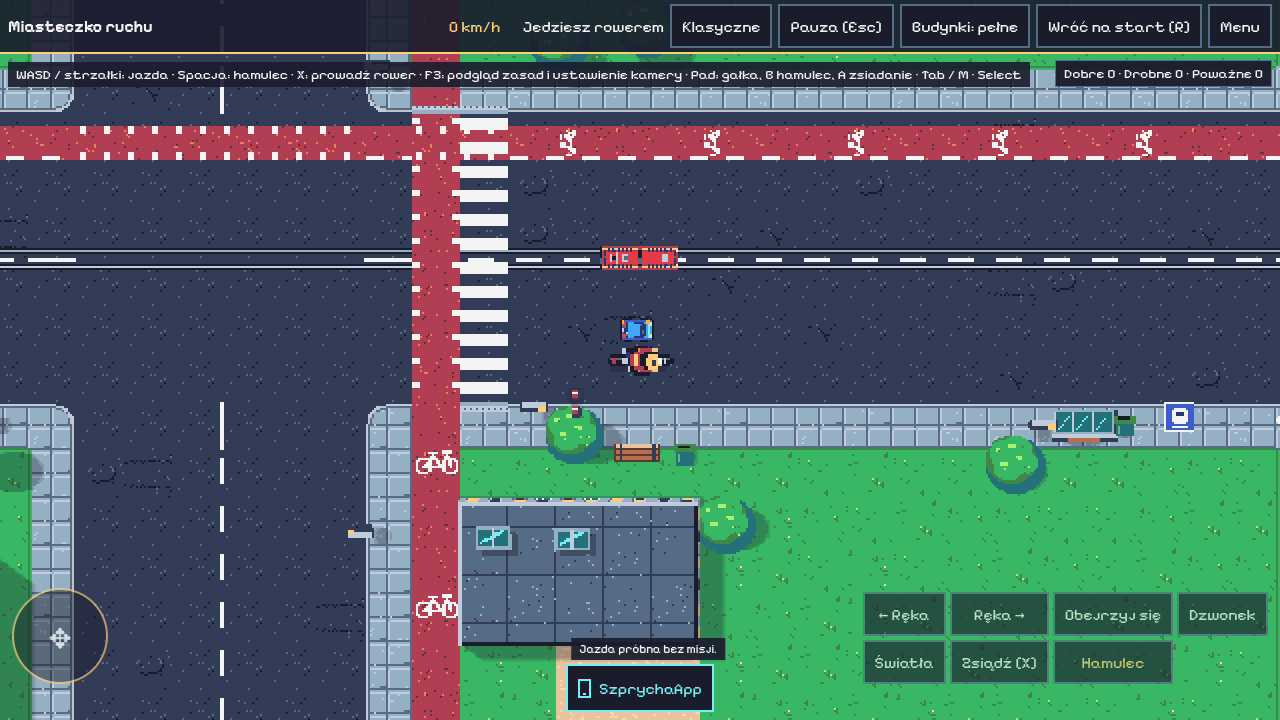 Miasteczko ruchu
0 km/h
Jedziesz rowerem
Klasyczne
Pauza (Esc)
Budynki: pełne
Wróć na start (R)
Menu
WASD / strzałki: jazda · Spacja: hamulec · X: prowadź rower · F3: podgląd zasad i ustawienie kamery · Pad: gałka, B hamulec, A zsiadanie · Tab / M · Select
Dobre 0 · Drobne 0 · Poważne 0
← Ręka
Ręka →
Obejrzyj się
Dzwonek
Światła
Zsiądź (X)
Hamulec
Jazda próbna bez misji.
SzprychaApp